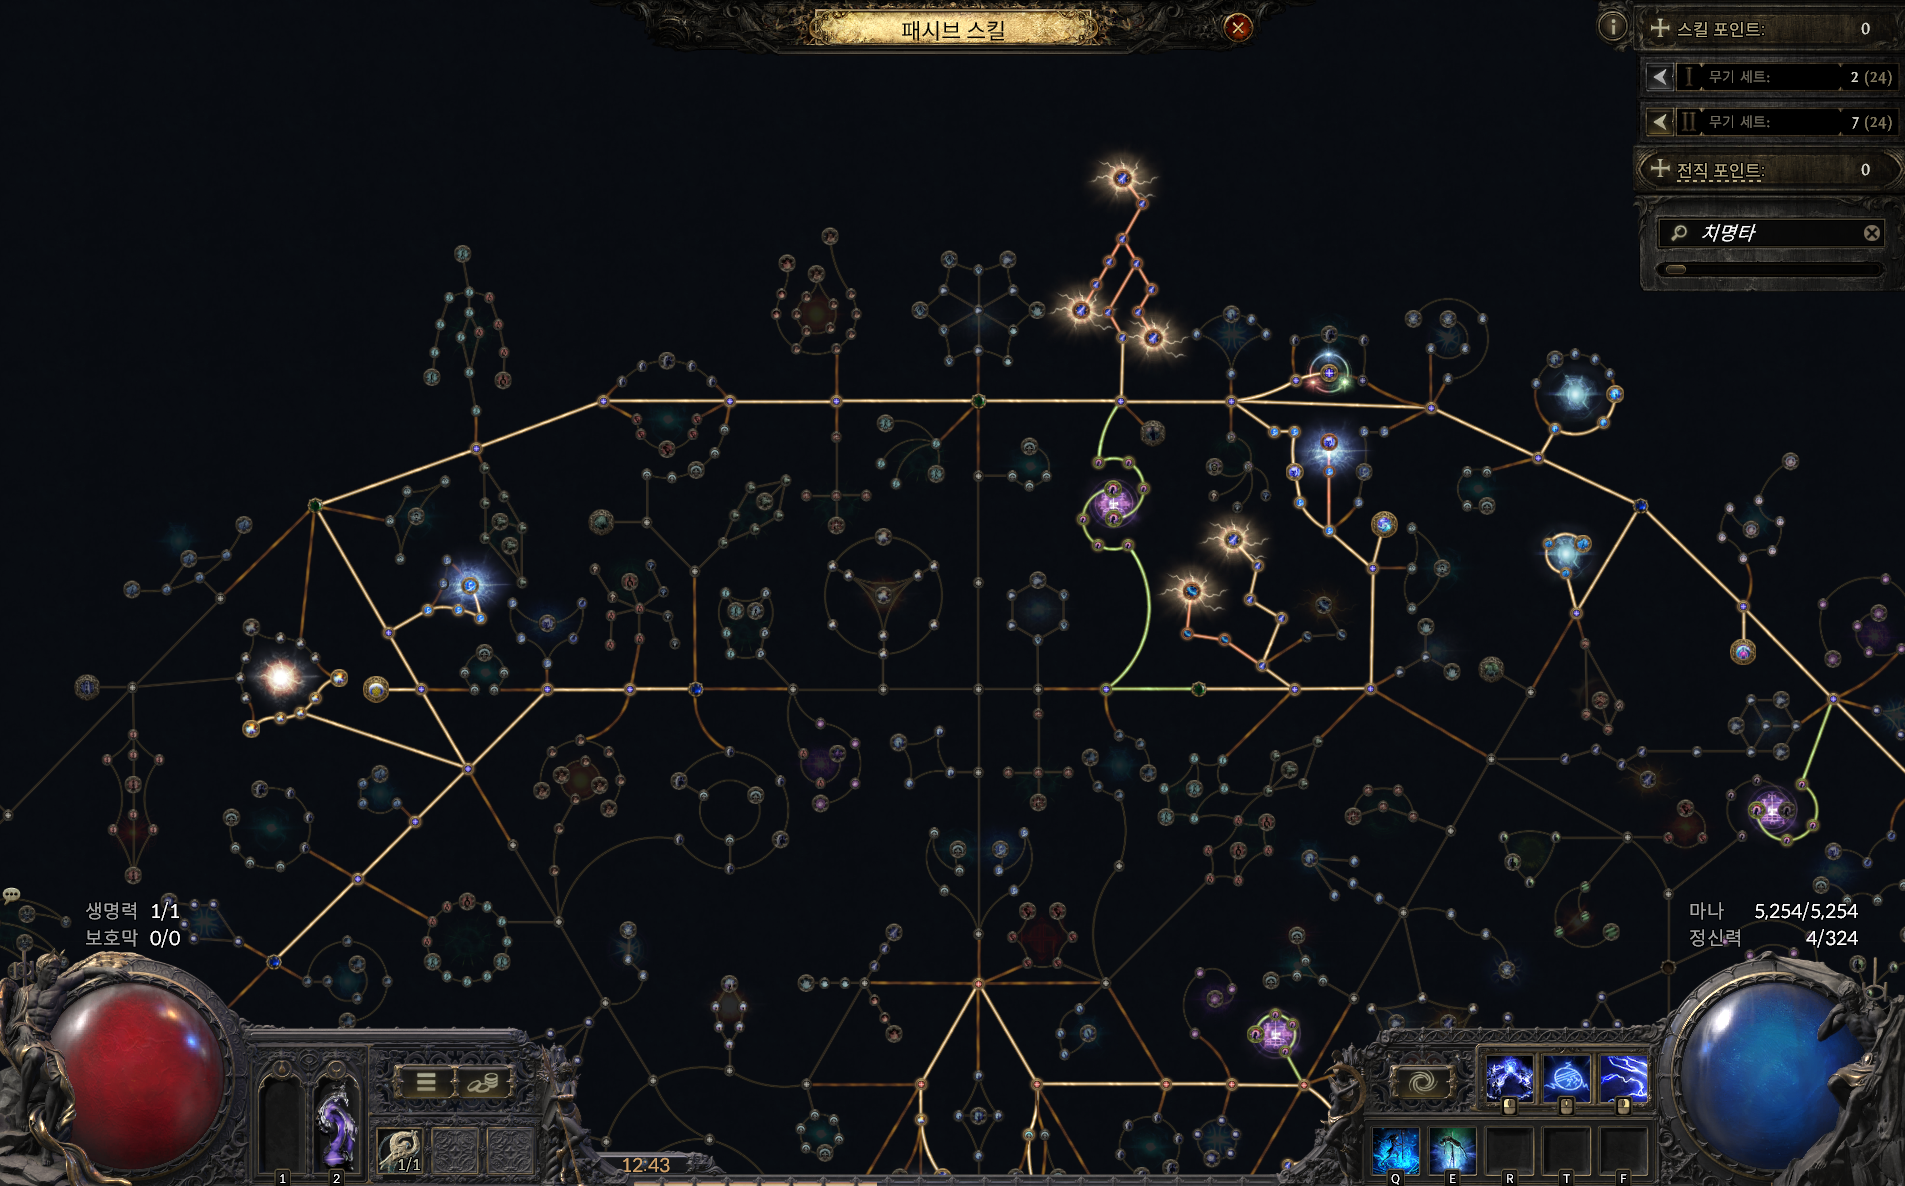 패시브 스킬
스킬 포인트: 0
I 무기 세트: 2 (24)
II 무기 세트: 7 (24)
전직 포인트: 0
치명타
생명력 1/1
보호막 0/0
마나 5,254/5,254
정신력 4/324
1/1
12:43
1 2
Q E R T F